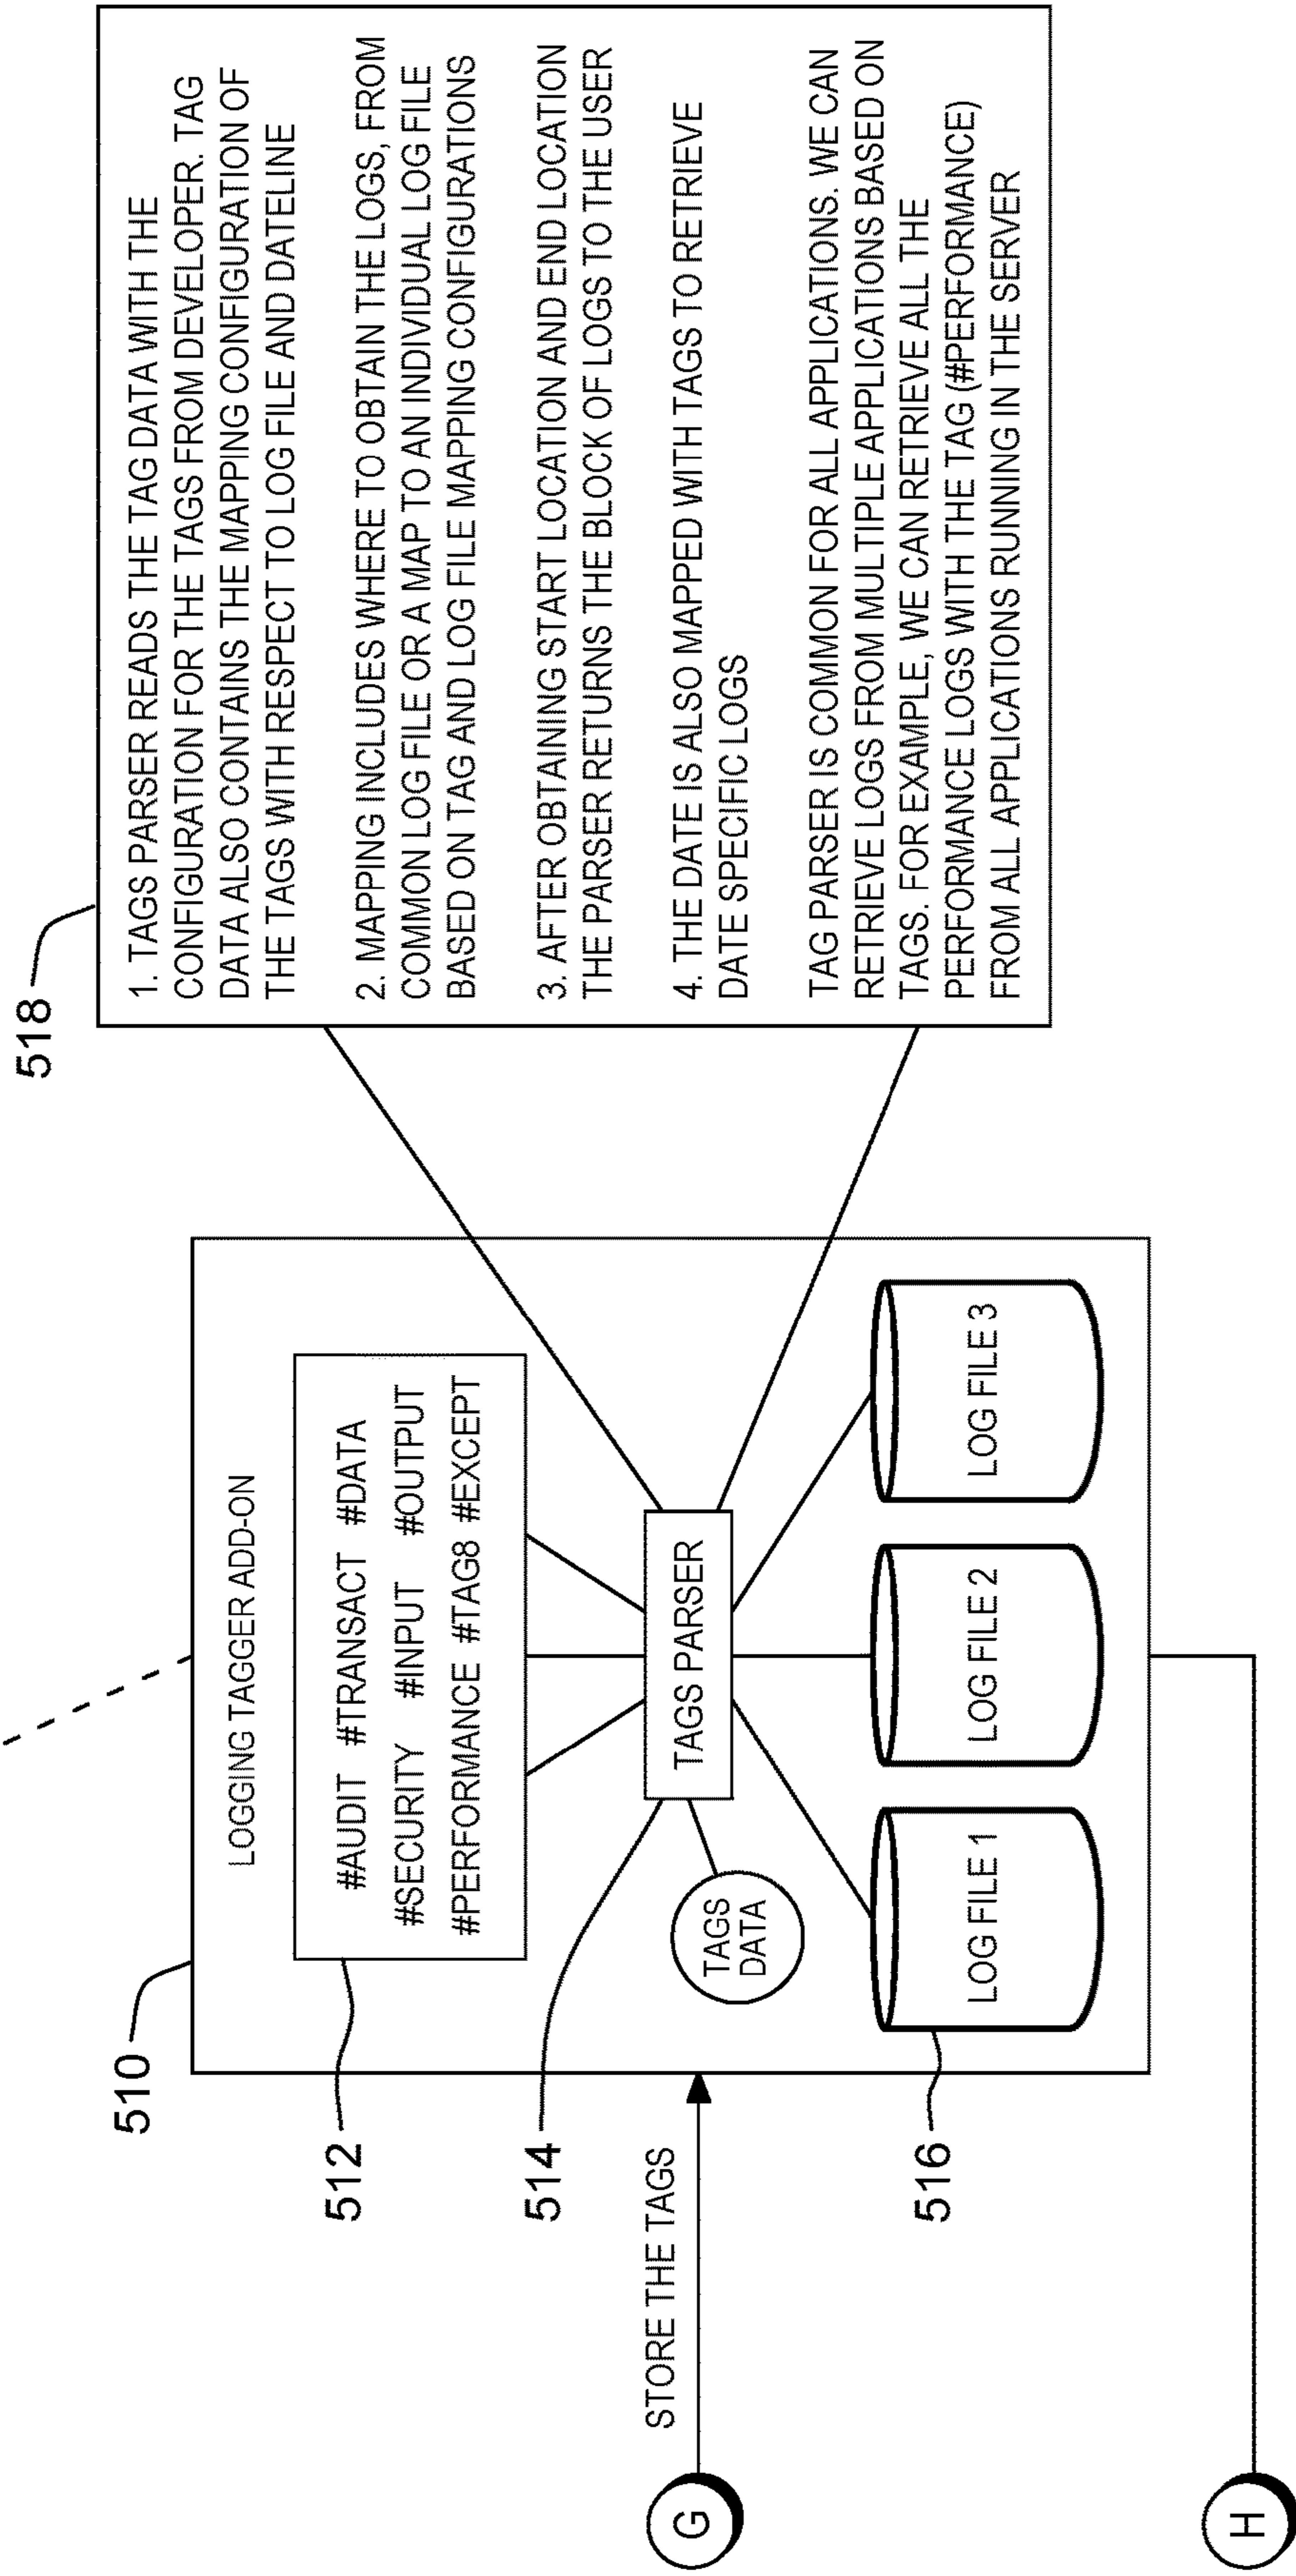 518
1. TAGS PARSER READS THE TAG DATA WITH THE
CONFIGURATION FOR THE TAGS FROM DEVELOPER. TAG
DATA ALSO CONTAINS THE MAPPING CONFIGURATION OF
THE TAGS WITH RESPECT TO LOG FILE AND DATELINE
2. MAPPING INCLUDES WHERE TO OBTAIN THE LOGS, FROM
COMMON LOG FILE OR A MAP TO AN INDIVIDUAL LOG FILE
BASED ON TAG AND LOG FILE MAPPING CONFIGURATIONS
3. AFTER OBTAINING START LOCATION AND END LOCATION
THE PARSER RETURNS THE BLOCK OF LOGS TO THE USER
4. THE DATE IS ALSO MAPPED WITH TAGS TO RETRIEVE
DATE SPECIFIC LOGS
TAG PARSER IS COMMON FOR ALL APPLICATIONS. WE CAN
RETRIEVE LOGS FROM MULTIPLE APPLICATIONS BASED ON
TAGS. FOR EXAMPLE, WE CAN RETRIEVE ALL THE
PERFORMANCE LOGS WITH THE TAG (#PERFORMANCE)
FROM ALL APPLICATIONS RUNNING IN THE SERVER
510
LOGGING TAGGER ADD-ON
512
#AUDIT #TRANSACT #DATA
#SECURITY #INPUT #OUTPUT
#PERFORMANCE #TAG8 #EXCEPT
514
TAGS PARSER
TAGS
DATA
516
LOG FILE 1
LOG FILE 2
LOG FILE 3
STORE THE TAGS
G
H